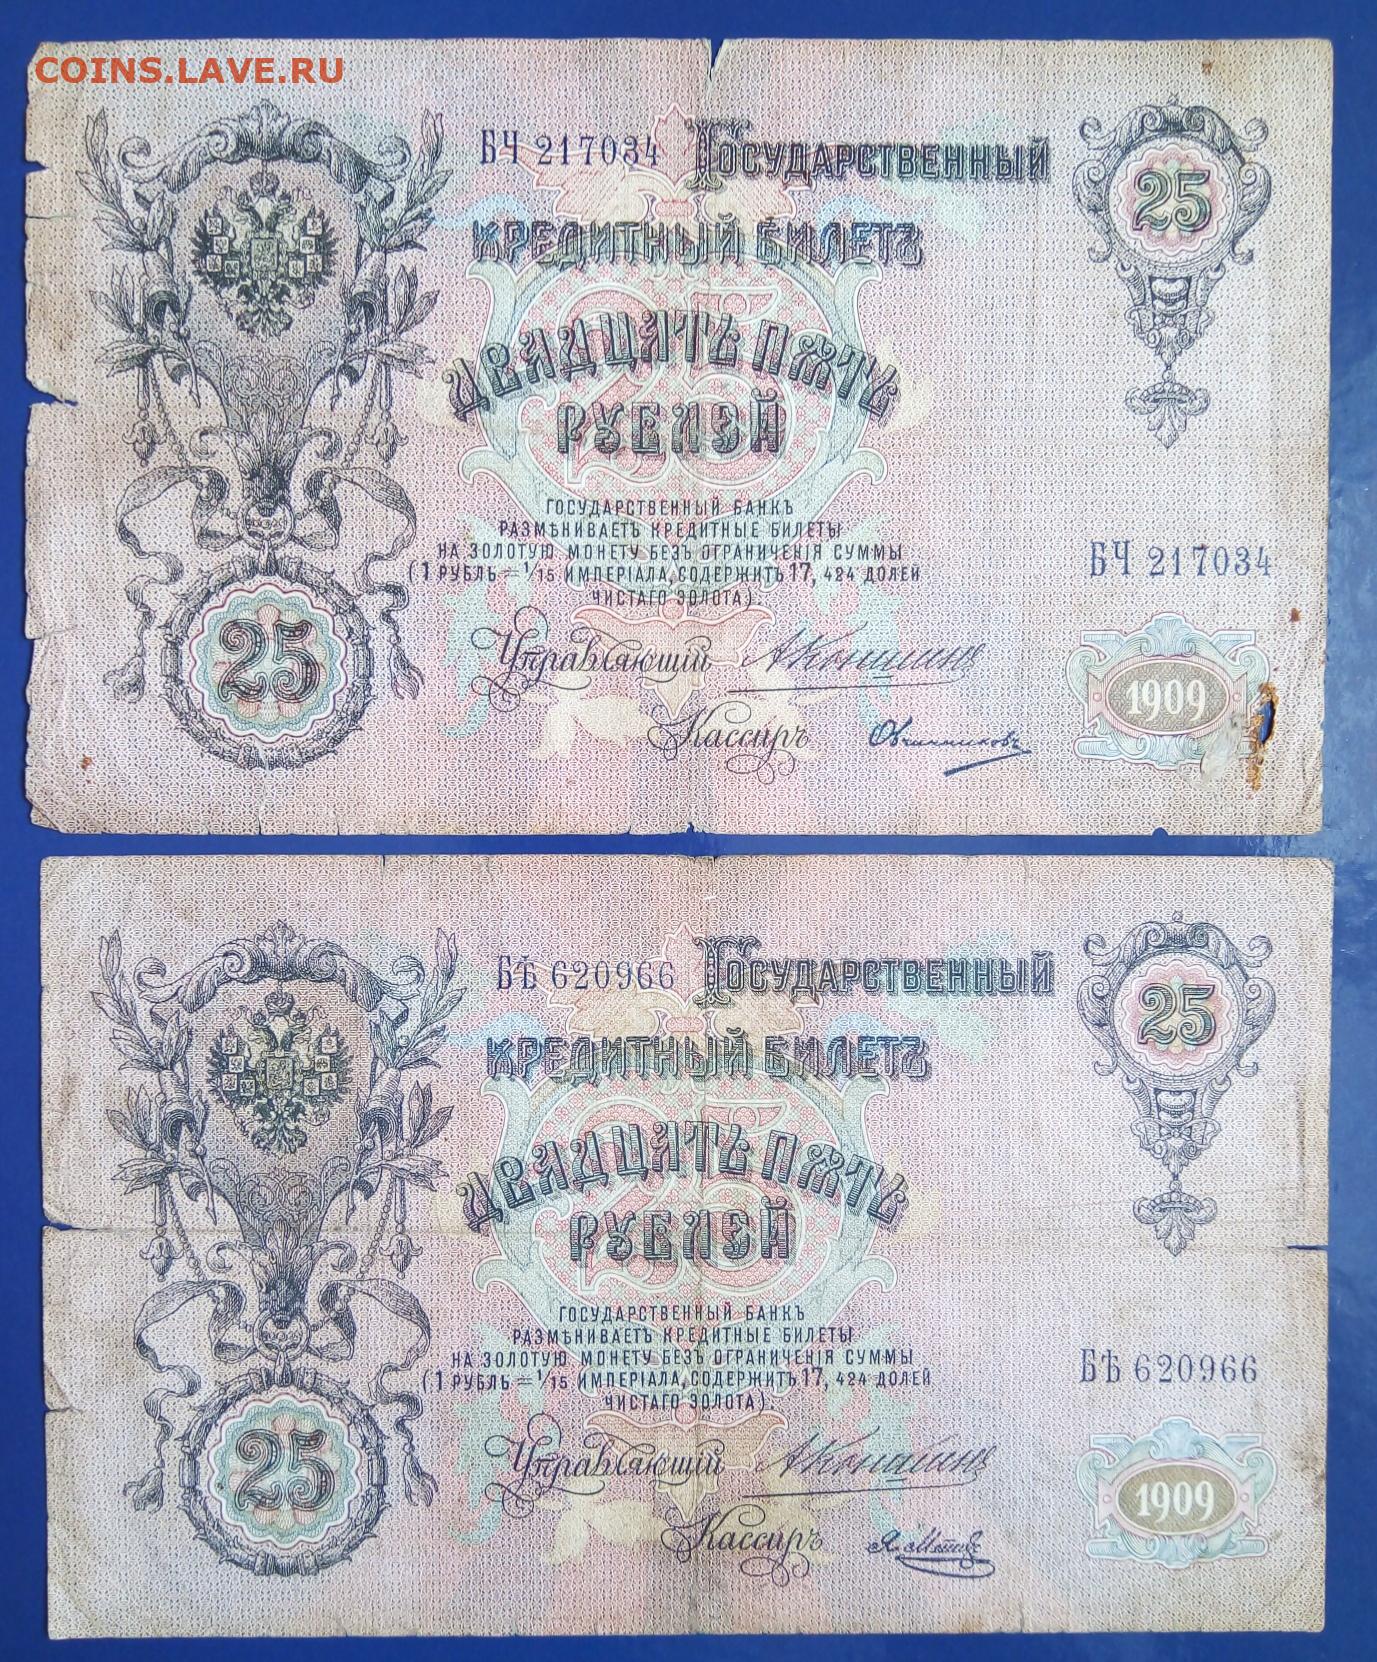 COINS.LAVE.RU
БЧ 217034 ГОСУДАРСТВЕННЫЙ
КРЕДИТНЫЙ БИЛЕТЪ
25
ДВАДЦАТЬ ПЯТЬ
РУБЛЕЙ
ГОСУДАРСТВЕННЫЙ БАНКЪ
РАЗМѢНИВАЕТЪ КРЕДИТНЫЕ БИЛЕТЫ
НА ЗОЛОТУЮ МОНЕТУ БЕЗЪ ОГРАНИЧЕНІЯ СУММЫ
(1 РУБЛЬ = 1/15 ИМПЕРІАЛА, СОДЕРЖИТЪ 17, 424 ДОЛЕЙ
ЧИСТАГО ЗОЛОТА)
БЧ 217034
25
Управляющій АКоншинъ
1909
Кассиръ Овчинниковъ
БѢ 620966 ГОСУДАРСТВЕННЫЙ
КРЕДИТНЫЙ БИЛЕТЪ
25
ДВАДЦАТЬ ПЯТЬ
РУБЛЕЙ
ГОСУДАРСТВЕННЫЙ БАНКЪ
РАЗМѢНИВАЕТЪ КРЕДИТНЫЕ БИЛЕТЫ
НА ЗОЛОТУЮ МОНЕТУ БЕЗЪ ОГРАНИЧЕНІЯ СУММЫ
(1 РУБЛЬ = 1/15 ИМПЕРІАЛА, СОДЕРЖИТЪ 17, 424 ДОЛЕЙ
ЧИСТАГО ЗОЛОТА).
БѢ 620966
25
Управляющій АКоншинъ
1909
Кассиръ Я. Метцъ